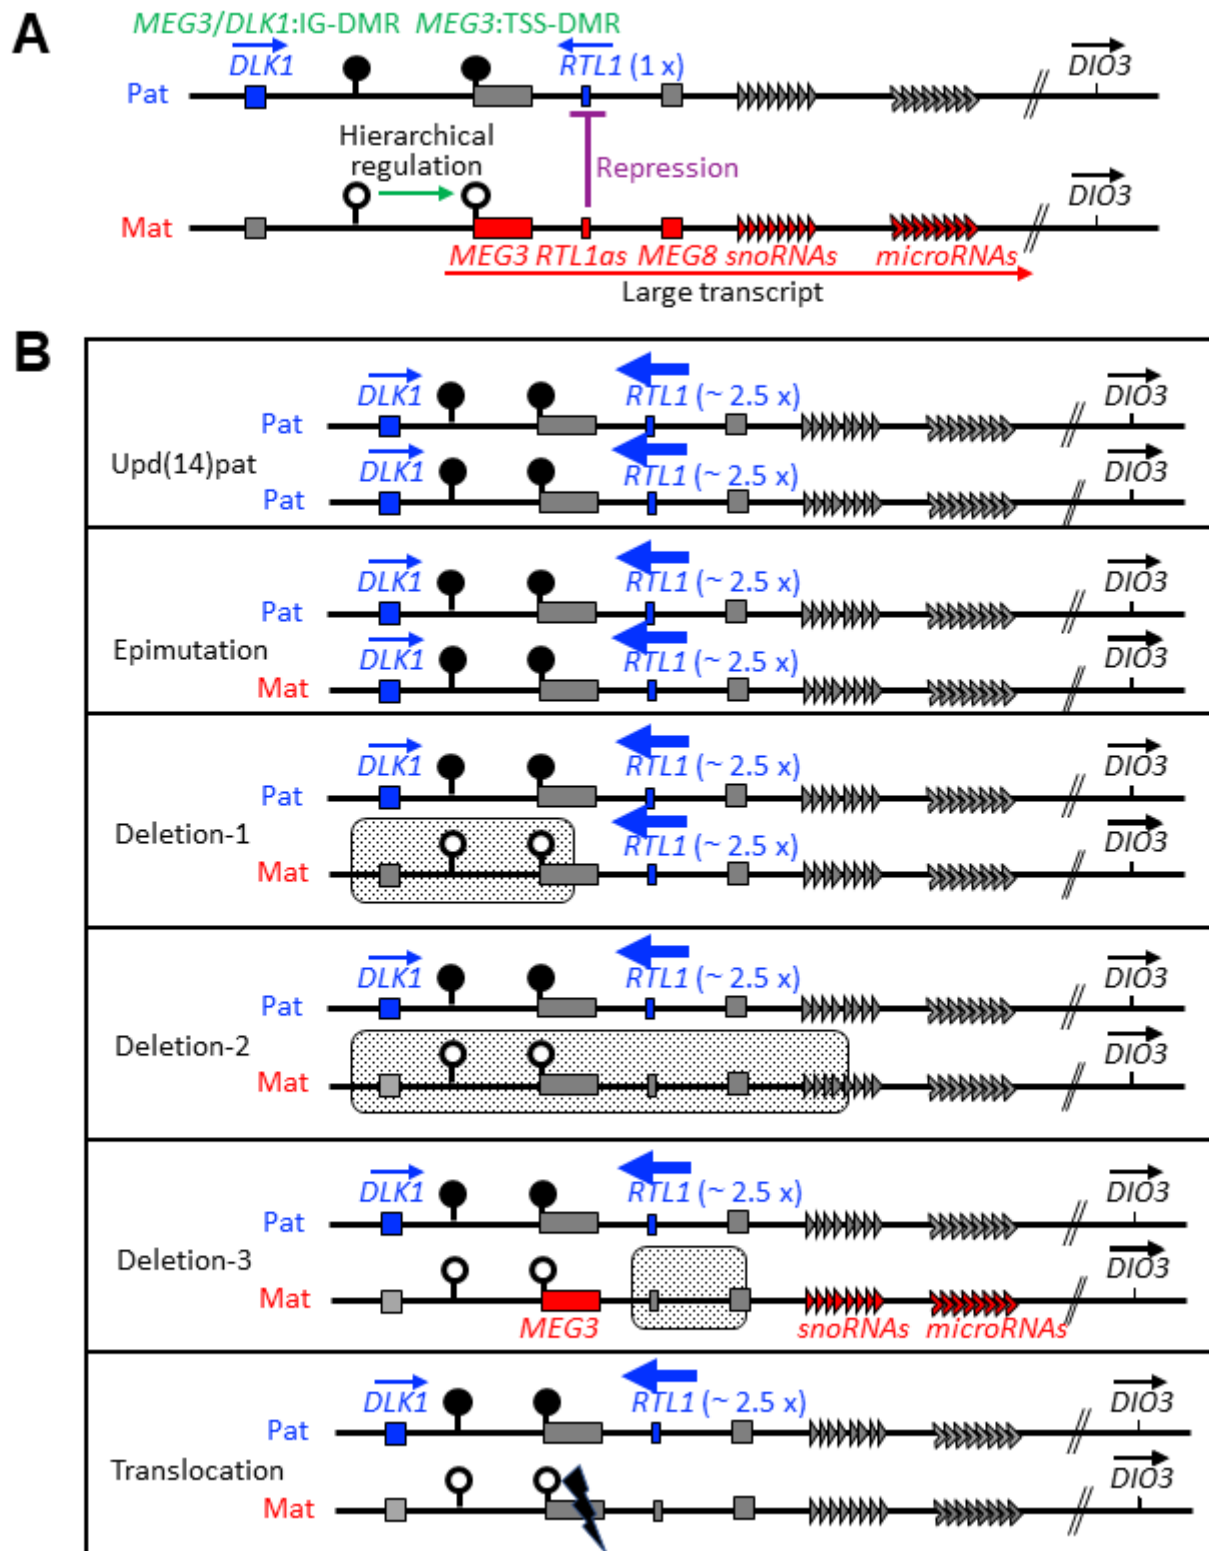 A
MEG3/DLK1:IG-DMR MEG3:TSS-DMR
DLK1 RTL1 (1 x) DIO3
Pat
Hierarchical
regulation
Repression
DIO3
Mat
MEG3 RTL1as MEG8 snoRNAs microRNAs
Large transcript
B
DLK1 RTL1 (~ 2.5 x) DIO3
Pat
Upd(14)pat
DLK1 RTL1 (~ 2.5 x) DIO3
Pat
DLK1 RTL1 (~ 2.5 x) DIO3
Pat
Epimutation
DLK1 RTL1 (~ 2.5 x) DIO3
Mat
DLK1 RTL1 (~ 2.5 x) DIO3
Pat
Deletion-1
RTL1 (~ 2.5 x) DIO3
Mat
DLK1 RTL1 (~ 2.5 x) DIO3
Pat
Deletion-2
DIO3
Mat
DLK1 RTL1 (~ 2.5 x) DIO3
Pat
Deletion-3
DIO3
Mat
MEG3 snoRNAs microRNAs
DLK1 RTL1 (~ 2.5 x) DIO3
Pat
Translocation
DIO3
Mat